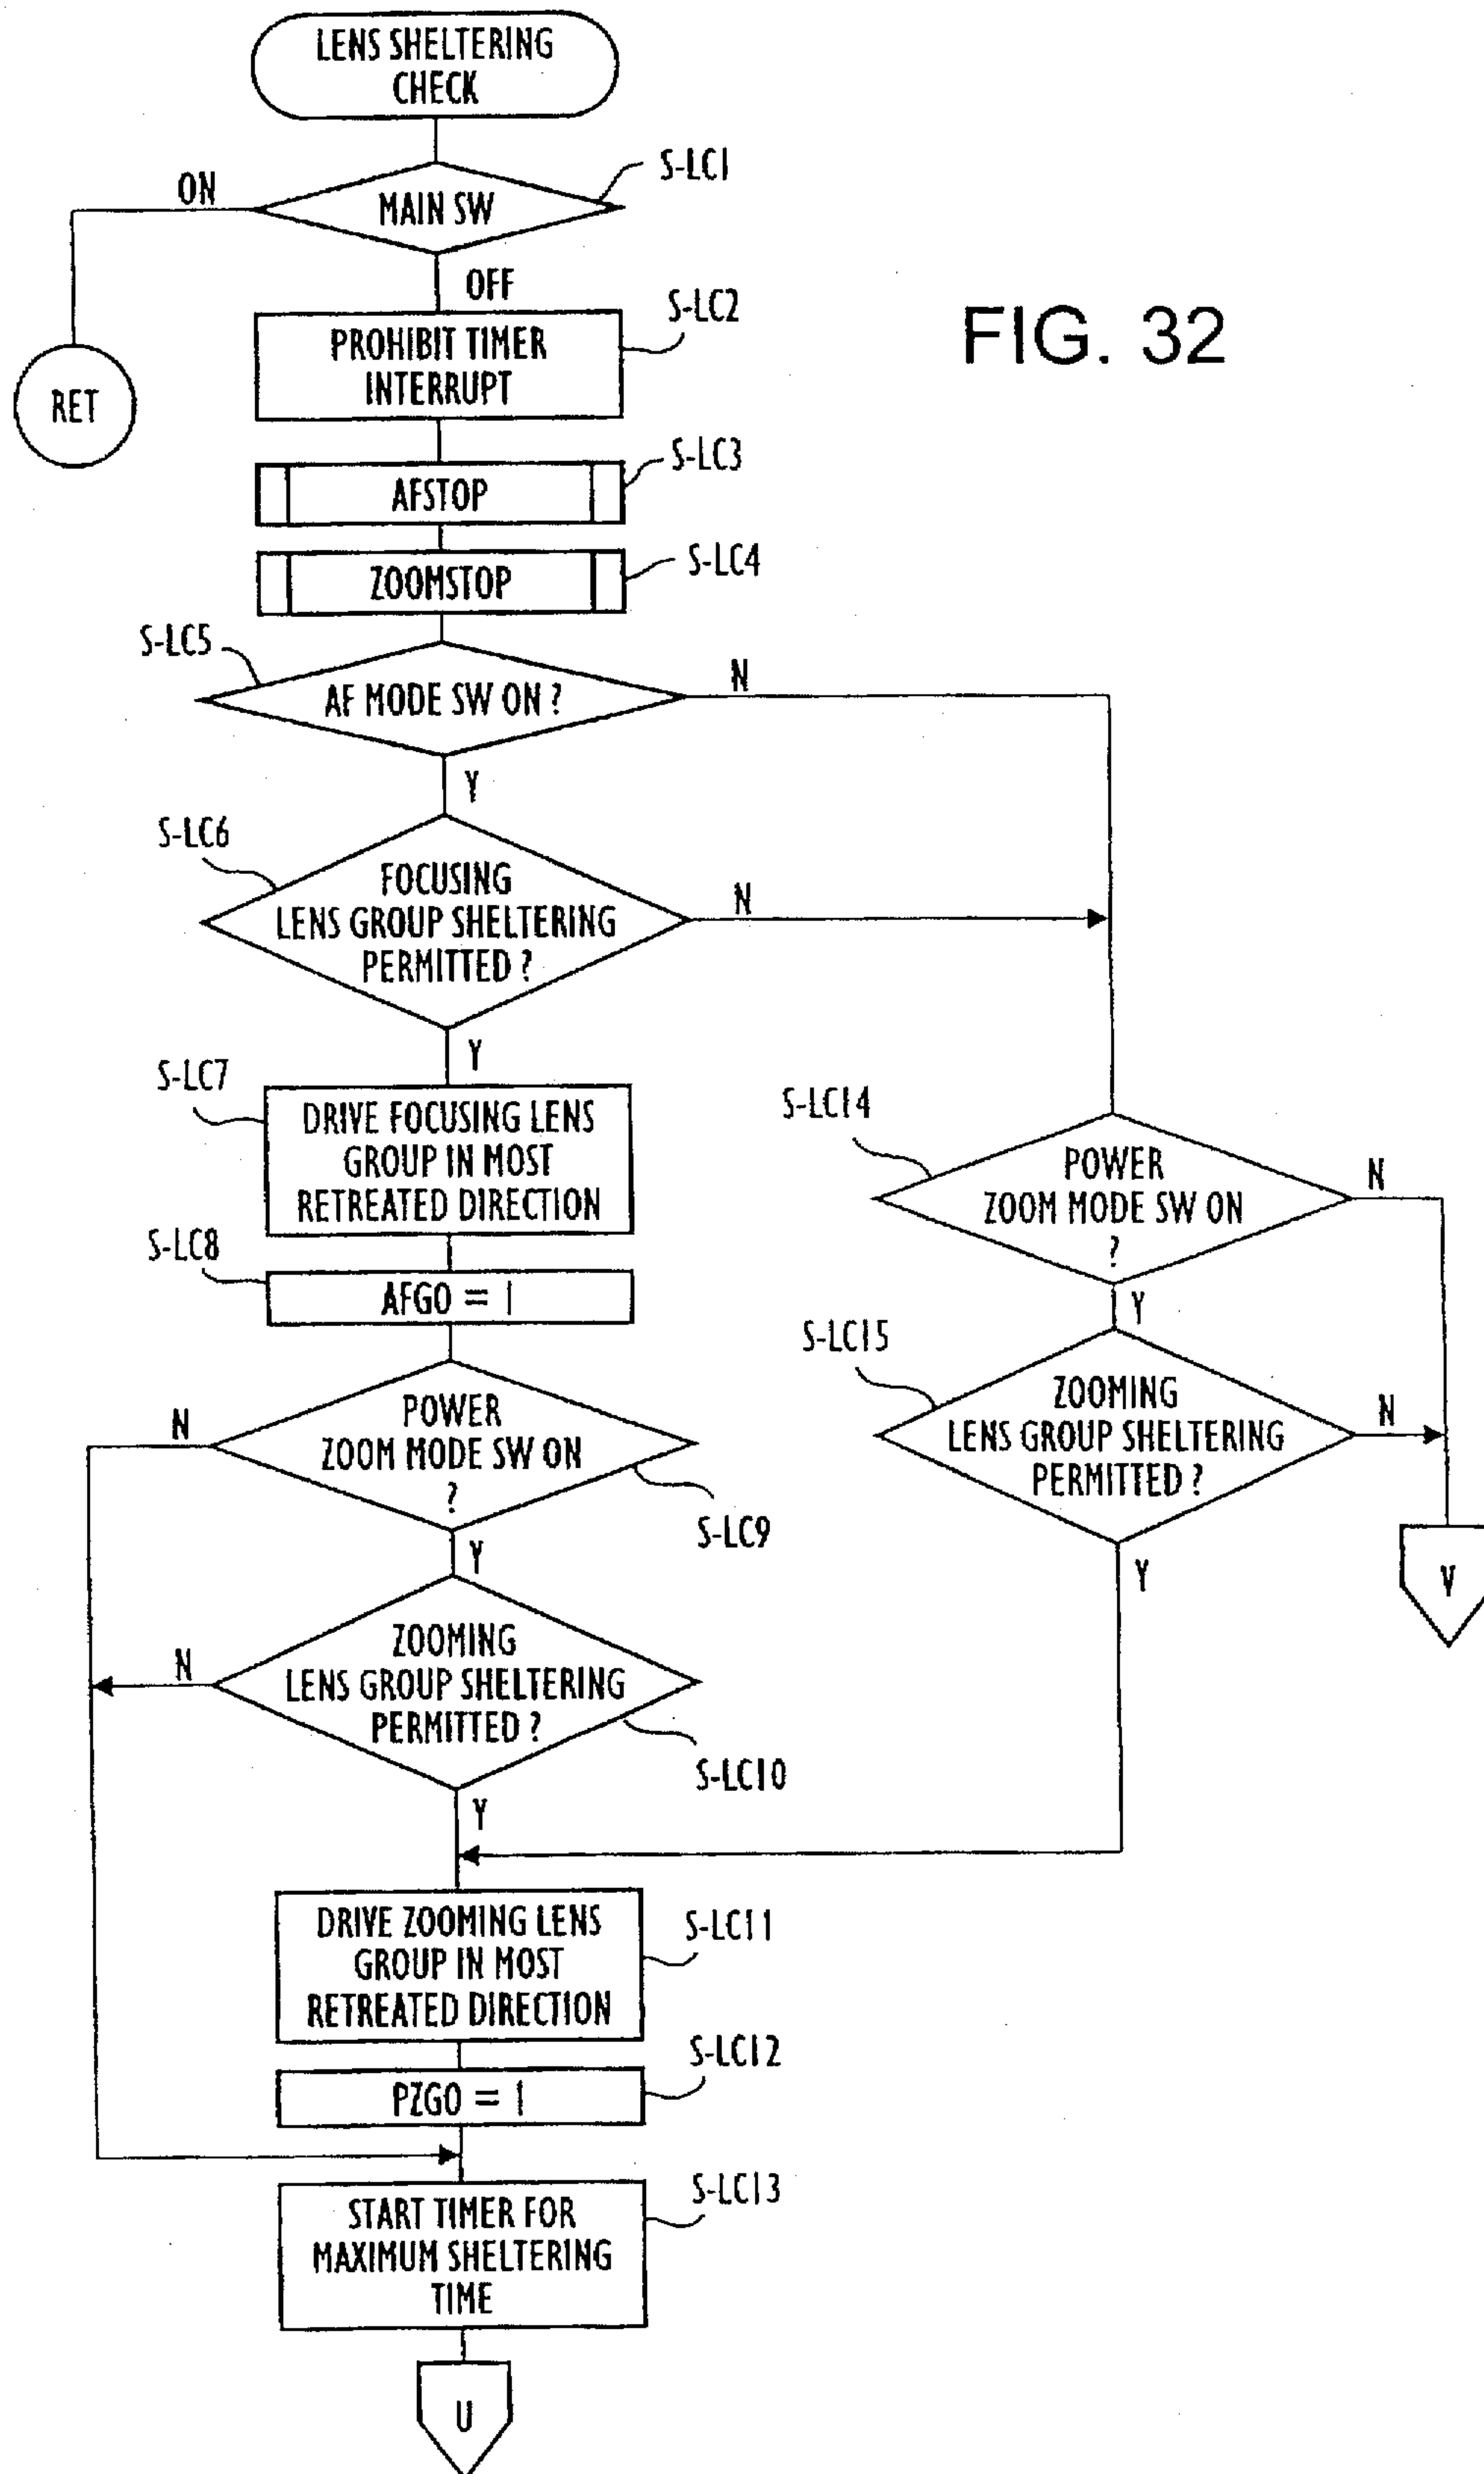 LENS SHELTERING
CHECK
S-LC1
ON
MAIN SW
OFF
S-LC2
FIG. 32
PROHIBIT TIMER
INTERRUPT
RET
S-LC3
AFSTOP
S-LC4
ZOOMSTOP
S-LC5
N
AF MODE SW ON ?
Y
S-LC6
FOCUSING
LENS GROUP SHELTERING
PERMITTED ?
N
Y
S-LC7
DRIVE FOCUSING LENS
GROUP IN MOST
RETREATED DIRECTION
S-LC8
AFGO = 1
POWER
ZOOM MODE SW ON
?
N
S-LC9
Y
ZOOMING
LENS GROUP SHELTERING
PERMITTED ?
N
S-LC10
Y
S-LC14
POWER
ZOOM MODE SW ON
?
N
Y
S-LC15
ZOOMING
LENS GROUP SHELTERING
PERMITTED ?
N
Y
V
DRIVE ZOOMING LENS
GROUP IN MOST
RETREATED DIRECTION
S-LC11
S-LC12
PZGO = 1
S-LC13
START TIMER FOR
MAXIMUM SHELTERING
TIME
U